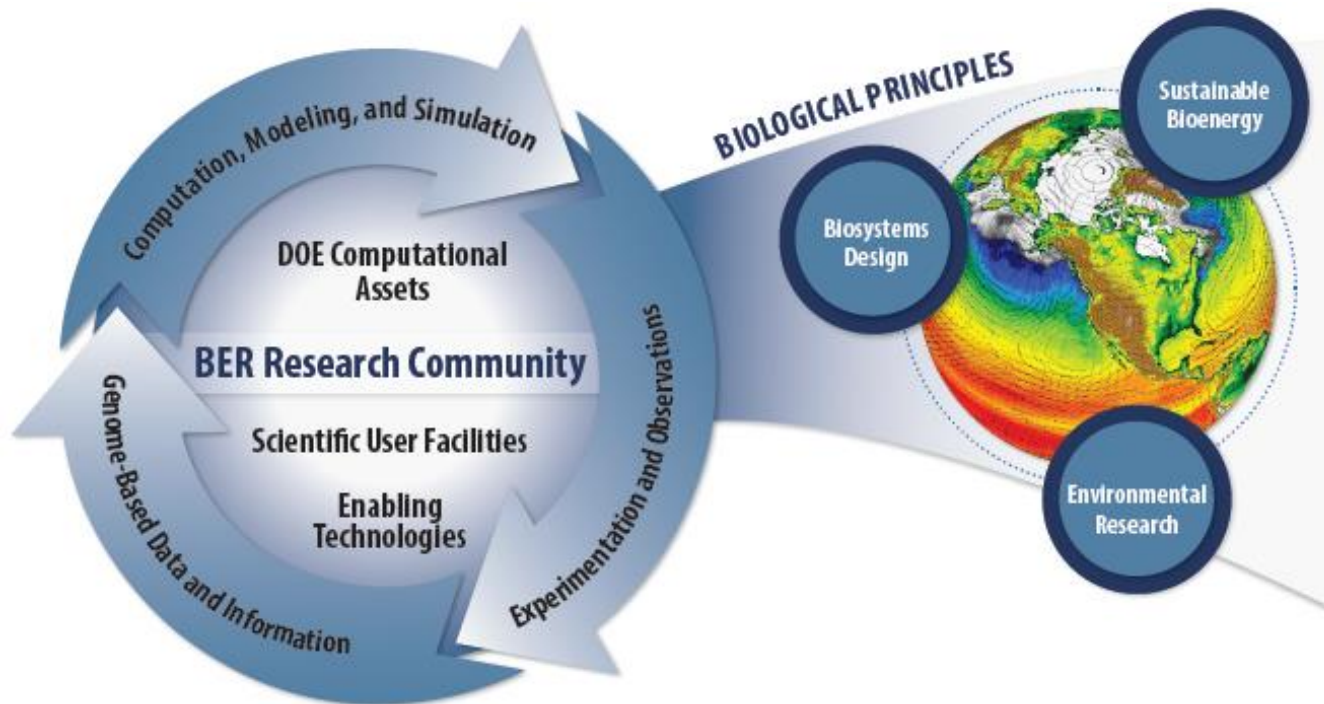 Computation, Modeling, and Simulation
DOE Computational
Assets
BER Research Community
Scientific User Facilities
Enabling
Technologies
Genome-Based Data and Information
Experimentation and Observations
BIOLOGICAL PRINCIPLES
Sustainable
Bioenergy
Biosystems
Design
Environmental
Research